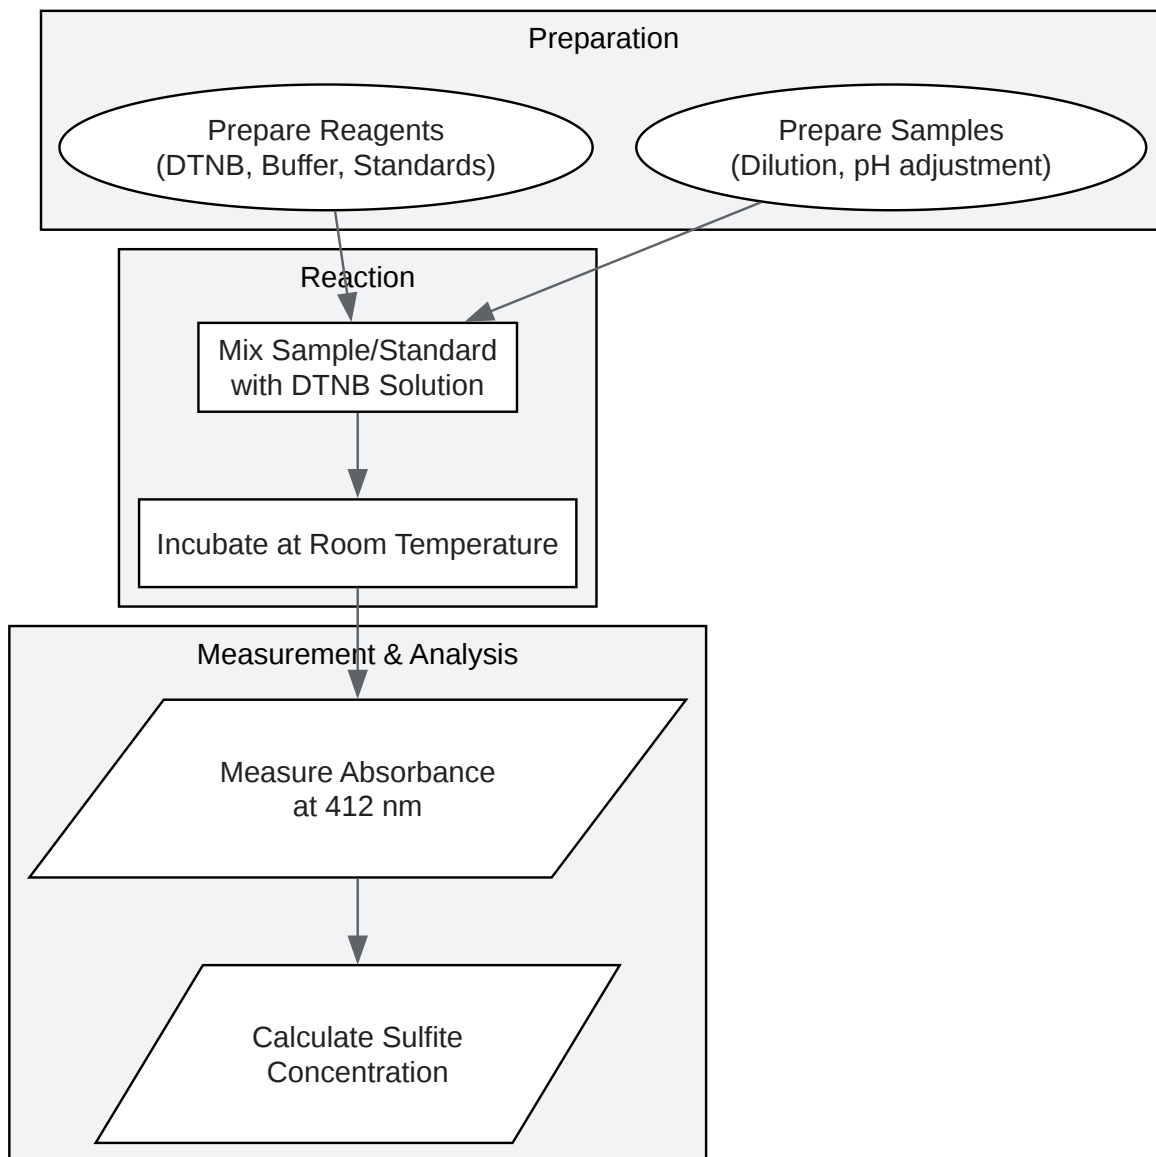 Preparation
Prepare Reagents
(DTNB, Buffer, Standards)
Prepare Samples
(Dilution, pH adjustment)
Reaction
Mix Sample/Standard
with DTNB Solution
Incubate at Room Temperature
Measurement & Analysis
Measure Absorbance
at 412 nm
Calculate Sulfite
Concentration